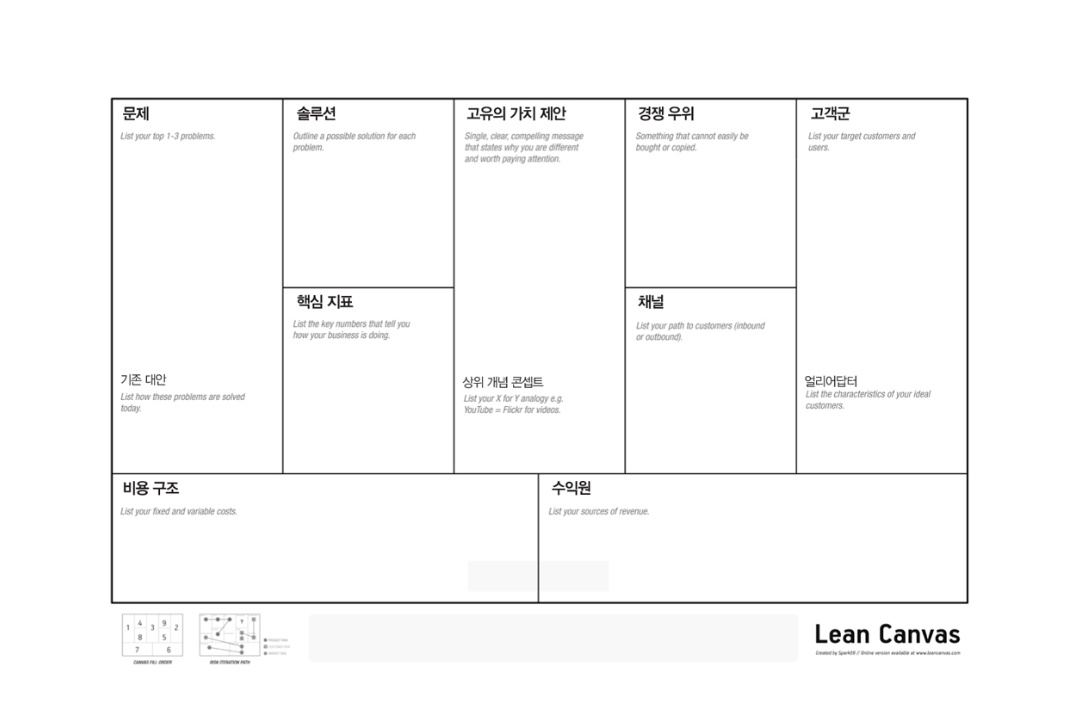 문제
List your top 1-3 problems.
기존 대안
List how these problems are solved
today.
솔루션
Outline a possible solution for each
problem.
핵심 지표
List the key numbers that tell you
how your business is doing.
고유의 가치 제안
Single, clear, compelling message
that states why you are different
and worth paying attention.
상위 개념 콘셉트
List your X for Y analogy e.g.
YouTube = Flickr for videos.
경쟁 우위
Something that cannot easily be
bought or copied.
채널
List your path to customers (inbound
or outbound).
고객군
List your target customers and
users.
얼리어답터
List the characteristics of your ideal
customers.
비용 구조
List your fixed and variable costs.
수익원
List your sources of revenue.
1 4 3 9 2
8 5
7 6
CANVAS FILL ORDER
RISK ITERATION PATH
Lean Canvas
Created by Spark59 // Online version available at www.leancanvas.com